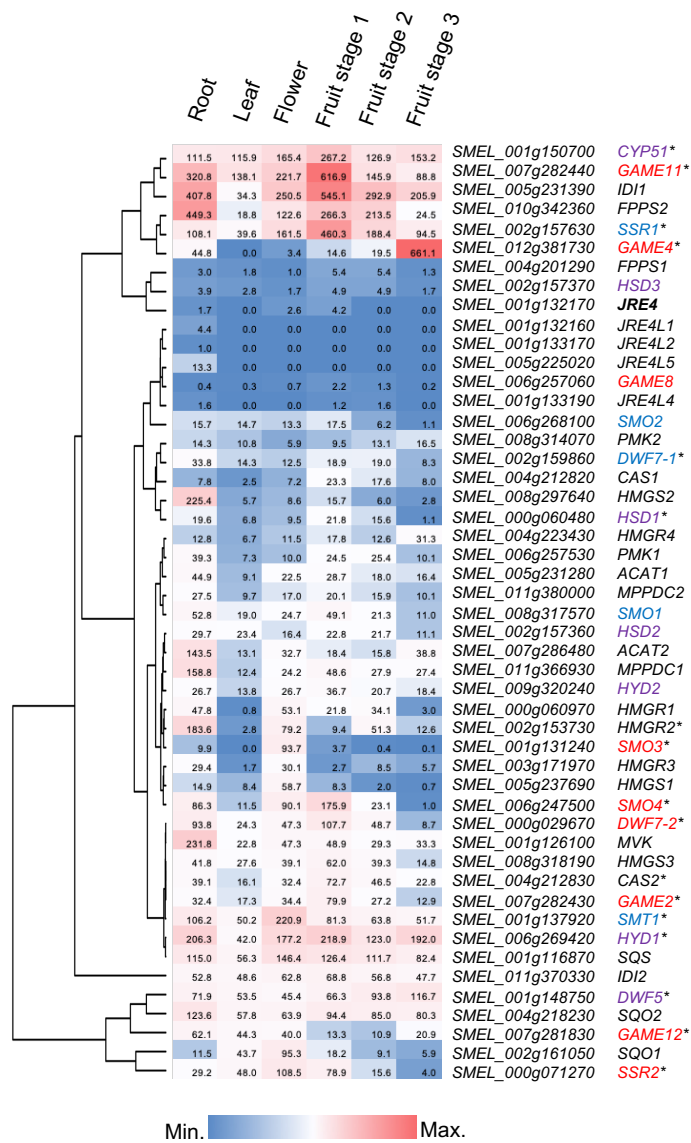 Root Leaf Flower Fruit stage 1 Fruit stage 2 Fruit stage 3
111.5 115.9 165.4 267.2 126.9 153.2 SMEL_001g150700 CYP51*
320.8 138.1 221.7 616.9 145.9 88.8 SMEL_007g282440 GAME11*
407.8 34.3 250.5 545.1 292.9 205.9 SMEL_005g231390 IDI1
449.3 18.8 122.6 266.3 213.5 24.5 SMEL_010g342360 FPPS2
108.1 39.6 161.5 460.3 188.4 94.5 SMEL_002g157630 SSR1*
44.8 0.0 3.4 14.6 19.5 661.1 SMEL_012g381730 GAME4*
3.0 1.8 1.0 5.4 5.4 1.3 SMEL_004g201290 FPPS1
3.9 2.8 1.7 4.9 4.9 1.7 SMEL_002g157370 HSD3
1.7 0.0 2.6 4.2 0.0 0.0 SMEL_001g132170 JRE4
4.4 0.0 0.0 0.0 0.0 0.0 SMEL_001g132160 JRE4L1
1.0 0.0 0.0 0.0 0.0 0.0 SMEL_001g133170 JRE4L2
13.3 0.0 0.0 0.0 0.0 0.0 SMEL_005g225020 JRE4L5
0.4 0.3 0.7 2.2 1.3 0.2 SMEL_006g257060 GAME8
1.6 0.0 0.0 1.2 1.6 0.0 SMEL_001g133190 JRE4L4
15.7 14.7 13.3 17.5 6.2 1.1 SMEL_006g268100 SMO2
14.3 10.8 5.9 9.5 13.1 16.5 SMEL_008g314070 PMK2
33.8 14.3 12.5 18.9 19.0 8.3 SMEL_002g159860 DWF7-1*
7.8 2.5 7.2 23.3 17.6 8.0 SMEL_004g212820 CAS1
225.4 5.7 8.6 15.7 6.0 2.8 SMEL_008g297640 HMGS2
19.6 6.8 9.5 21.8 15.6 1.1 SMEL_000g060480 HSD1*
12.8 6.7 11.5 17.8 12.6 31.3 SMEL_004g223430 HMGR4
39.3 7.3 10.0 24.5 25.4 10.1 SMEL_006g257530 PMK1
44.9 9.1 22.5 28.7 18.0 16.4 SMEL_005g231280 ACAT1
27.5 9.7 17.0 20.1 15.9 10.1 SMEL_011g380000 MPPDC2
52.8 19.0 24.7 49.1 21.3 11.0 SMEL_008g317570 SMO1
29.7 23.4 16.4 22.8 21.7 11.1 SMEL_002g157360 HSD2
143.5 13.1 32.7 18.4 15.8 38.8 SMEL_007g286480 ACAT2
158.8 12.4 24.2 48.6 27.9 27.4 SMEL_011g366930 MPPDC1
26.7 13.8 26.7 36.7 20.7 18.4 SMEL_009g320240 HYD2
47.8 0.8 53.1 21.8 34.1 3.0 SMEL_000g060970 HMGR1
183.6 2.8 79.2 9.4 51.3 12.6 SMEL_002g153730 HMGR2*
9.9 0.0 93.7 3.7 0.4 0.1 SMEL_001g131240 SMO3*
29.4 1.7 30.1 2.7 8.5 5.7 SMEL_003g171970 HMGR3
14.9 8.4 58.7 8.3 2.0 0.7 SMEL_005g237690 HMGS1
86.3 11.5 90.1 175.9 23.1 1.0 SMEL_006g247500 SMO4*
93.8 24.3 47.3 107.7 48.7 8.7 SMEL_000g029670 DWF7-2*
231.8 22.8 47.3 48.9 29.3 33.3 SMEL_001g126100 MVK
41.8 27.6 39.1 62.0 39.3 14.8 SMEL_008g318190 HMGS3
39.1 16.1 32.4 72.7 46.5 22.8 SMEL_004g212830 CAS2*
32.4 17.3 34.4 79.9 27.2 12.9 SMEL_007g282430 GAME2*
106.2 50.2 220.9 81.3 63.8 51.7 SMEL_001g137920 SMT1*
206.3 42.0 177.2 218.9 123.0 192.0 SMEL_006g269420 HYD1*
115.0 56.3 146.4 126.4 111.7 82.4 SMEL_001g116870 SQS
52.8 48.6 62.8 68.8 56.8 47.7 SMEL_011g370330 IDI2
71.9 53.5 45.4 66.3 93.8 116.7 SMEL_001g148750 DWF5*
123.6 57.8 63.9 94.4 85.0 80.3 SMEL_004g218230 SQO2
62.1 44.3 40.0 13.3 10.9 20.9 SMEL_007g281830 GAME12*
11.5 43.7 95.3 18.2 9.1 5.9 SMEL_002g161050 SQO1
29.2 48.0 108.5 78.9 15.6 4.0 SMEL_000g071270 SSR2*
Min. Max.